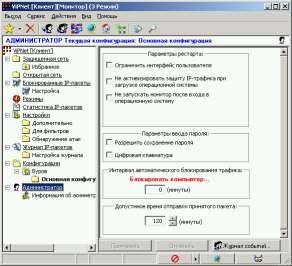 ViPNet [Клиент][Монитор] (3 Режим)
Выход Сервис Действия Вид Помощь
АДМИНИСТРАТОР Текущая конфигурация: Основная конфигурация
ViPNet [Клиент]
Защищенная сеть
Избранное
Открытая сеть
Блокированные IP-пакеты
Настройка
Режимы
Статистика IP-пакетов
Настройки
Дополнительно
Для фильтров
Обнаружение атак
Журнал IP-пакетов
Настройка журнала
Конфигурации
Буров
Основная конфигу
Администратор
Информация об
Параметры рестарта:
Ограничить интерфейс пользователя
Не активизировать защиту IP-трафика при
загрузке операционной системы
Не запускать монитор после входа в
операционную систему
Параметры ввода пароля:
Разрешить сохранение пароля
Цифровая клавиатура
Интервал автоматического блокирования трафика:
Блокировать компьютер...
0 (минуты)
Допустимое время отправки принятого пакета:
120 (минуты)
Применить Отменить Журнал событий...